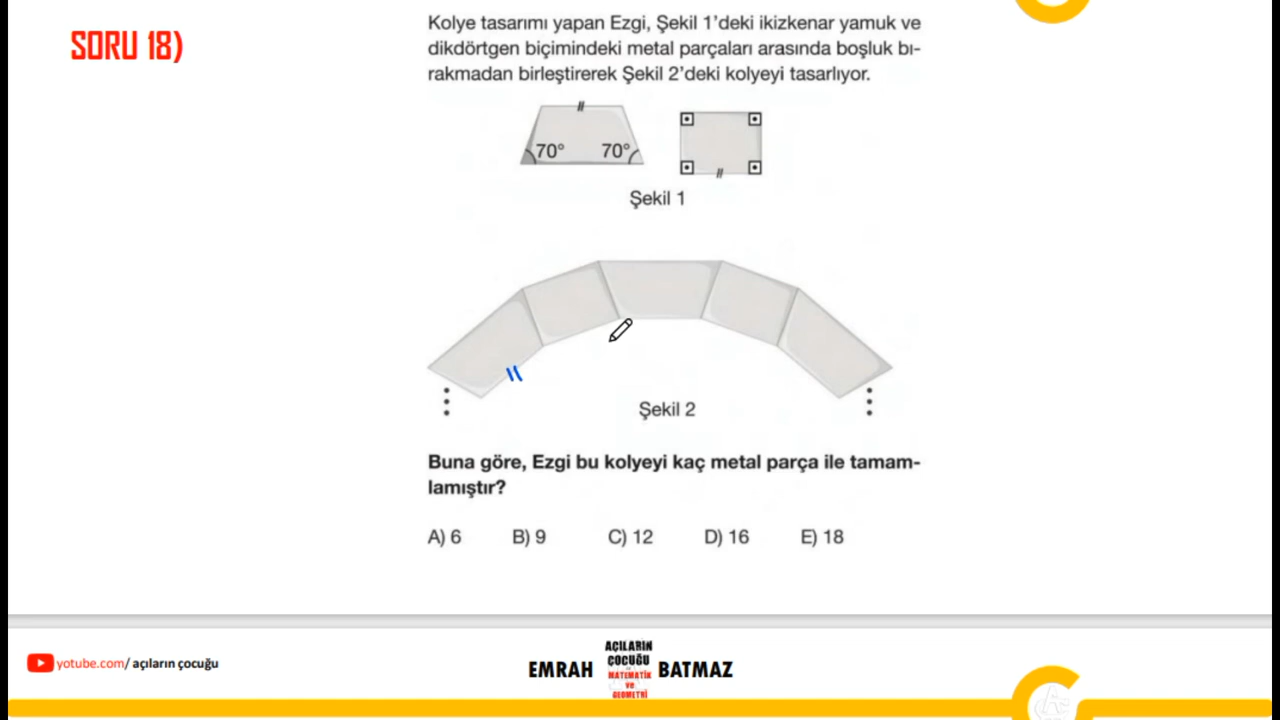 SORU 18)
Kolye tasarımı yapan Ezgi, Şekil 1'deki ikizkenar yamuk ve
dikdörtgen biçimindeki metal parçaları arasında boşluk bı-
rakmadan birleştirerek Şekil 2'deki kolyeyi tasarlıyor.
70° 70°
Şekil 1
Şekil 2
Buna göre, Ezgi bu kolyeyi kaç metal parça ile tamam-
lamıştır?
A) 6 B) 9 C) 12 D) 16 E) 18
yotube.com/ açıların çocuğu
EMRAH
AÇILARIN
ÇOCUĞU
MATEMATİK
ve
GEOMETRİ
BATMAZ